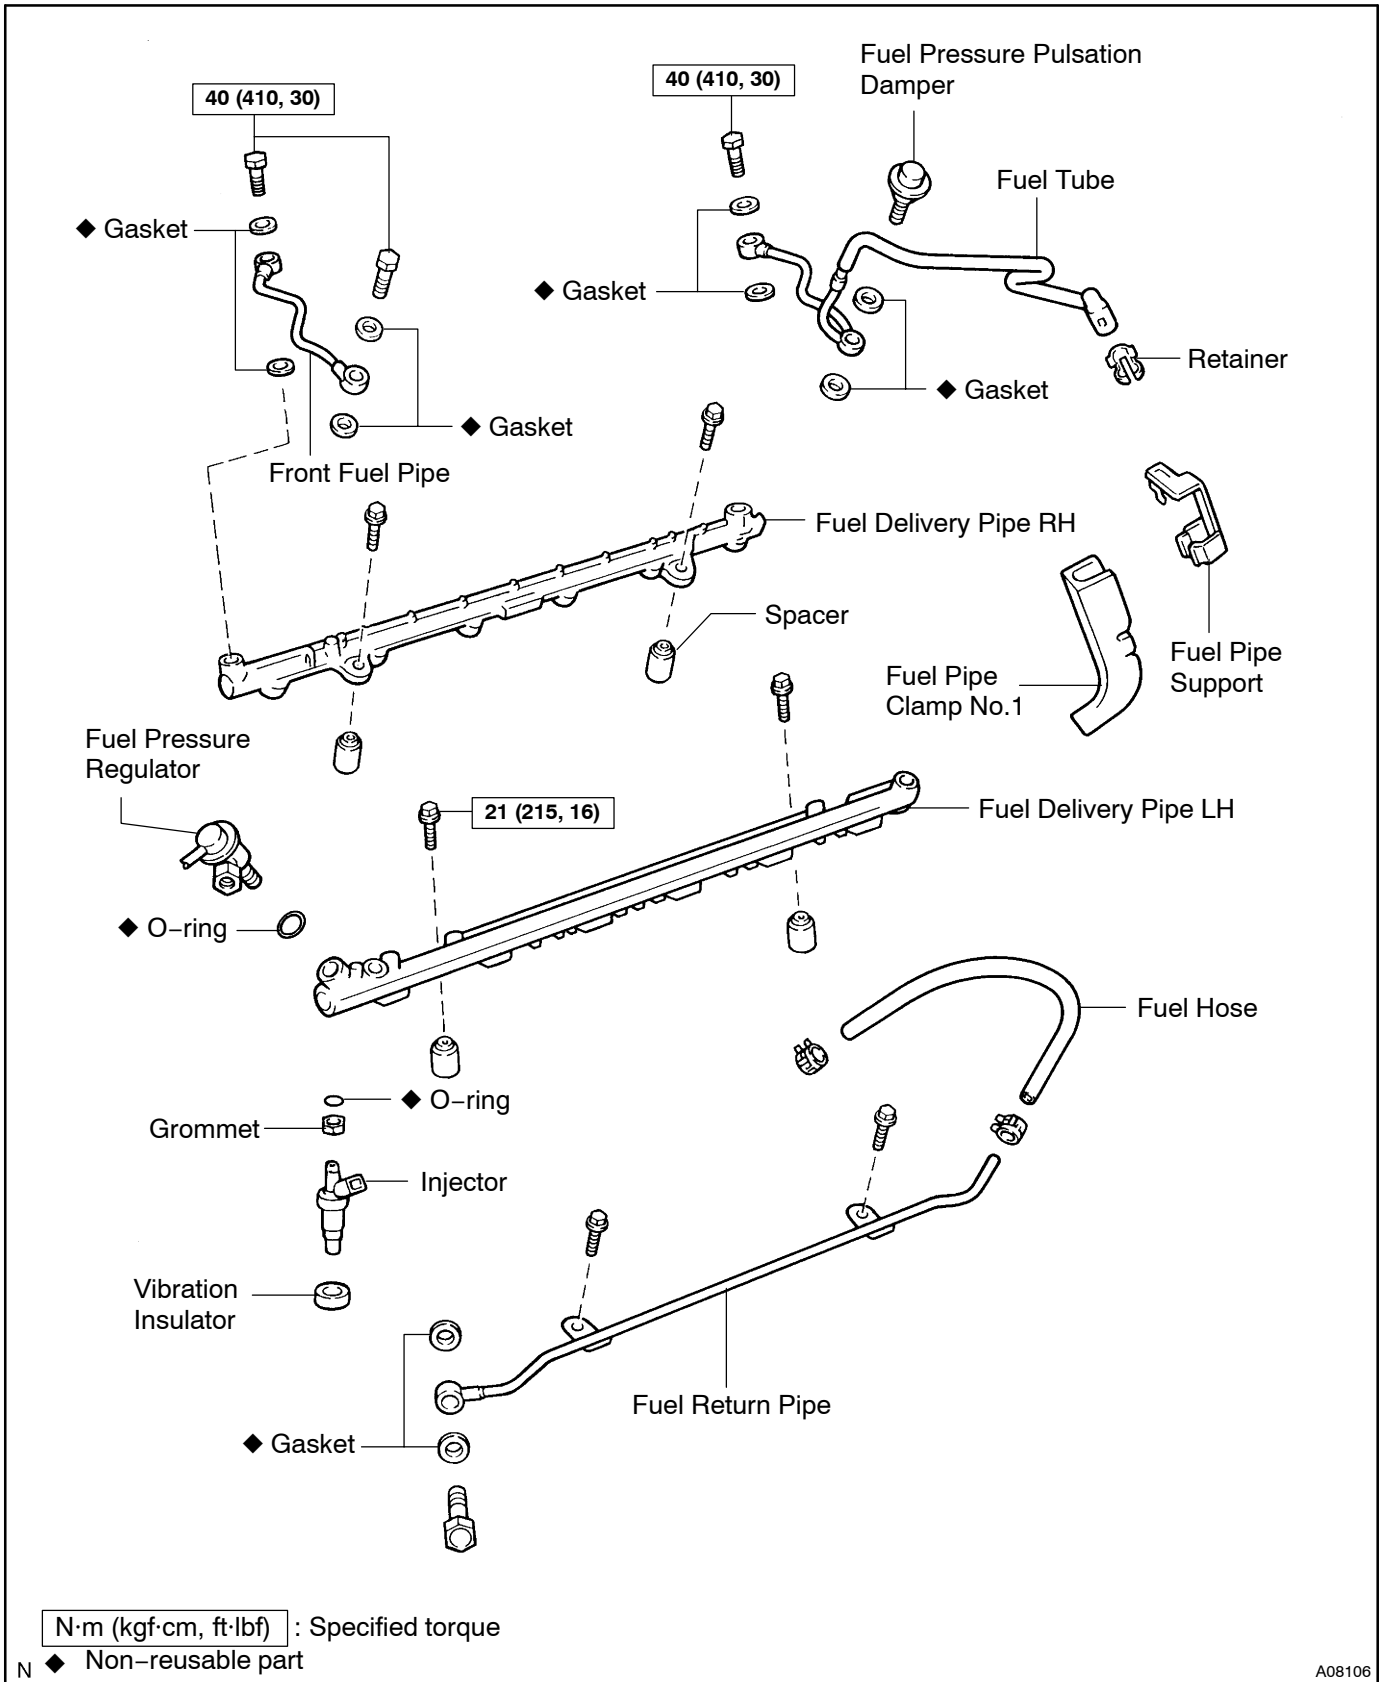 Fuel Pressure Pulsation
Damper
40 (410, 30)
40 (410, 30)
Fuel Tube
◆ Gasket
◆ Gasket
Retainer
◆ Gasket
◆ Gasket
Front Fuel Pipe
Fuel Delivery Pipe RH
Spacer
Fuel Pipe
Support
Fuel Pipe
Clamp No.1
Fuel Pressure
Regulator
21 (215, 16)
Fuel Delivery Pipe LH
◆ O−ring
Fuel Hose
◆ O−ring
Grommet
Injector
Vibration
Insulator
Fuel Return Pipe
◆ Gasket
N·m (kgf·cm, ft·lbf) : Specified torque
N ◆ Non−reusable part
A08106